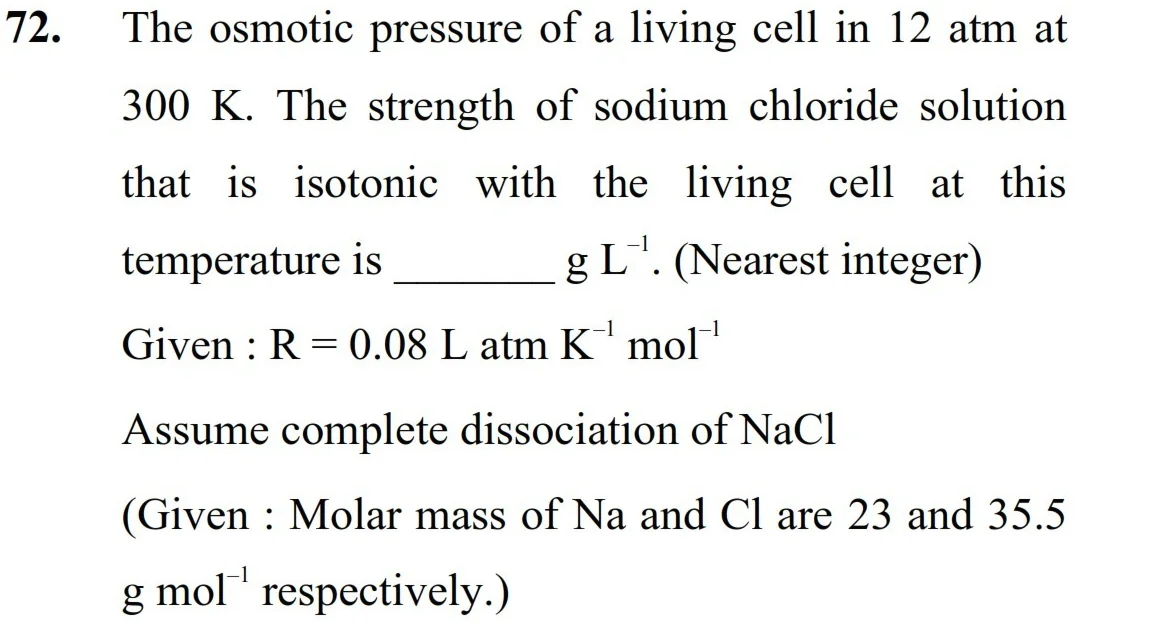 72. The osmotic pressure of a living cell in 12 atm at
300 K. The strength of sodium chloride solution
that is isotonic with the living cell at this
temperature is _______ g L⁻¹. (Nearest integer)
Given : R = 0.08 L atm K⁻¹ mol⁻¹
Assume complete dissociation of NaCl
(Given : Molar mass of Na and Cl are 23 and 35.5
g mol⁻¹ respectively.)